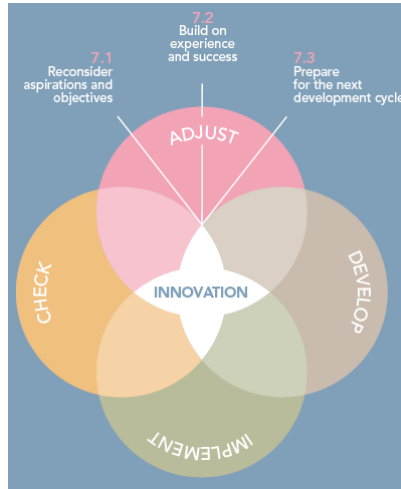 7.2
Build on
experience
and success
7.1
Reconsider
aspirations and
objectives
7.3
Prepare
for the next
development cycle
ADJUST
CHECK
INNOVATION
DEVELOP
IMPLEMENT